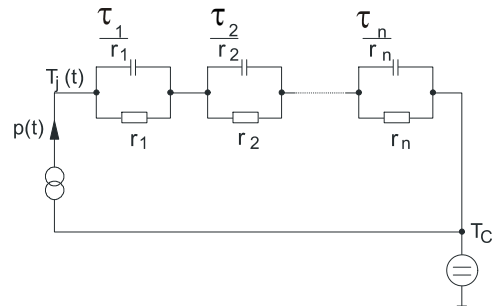 τ1/r1 τ2/r2 τn/rn
Tj(t)
r1 r2 rn
p(t)
TC